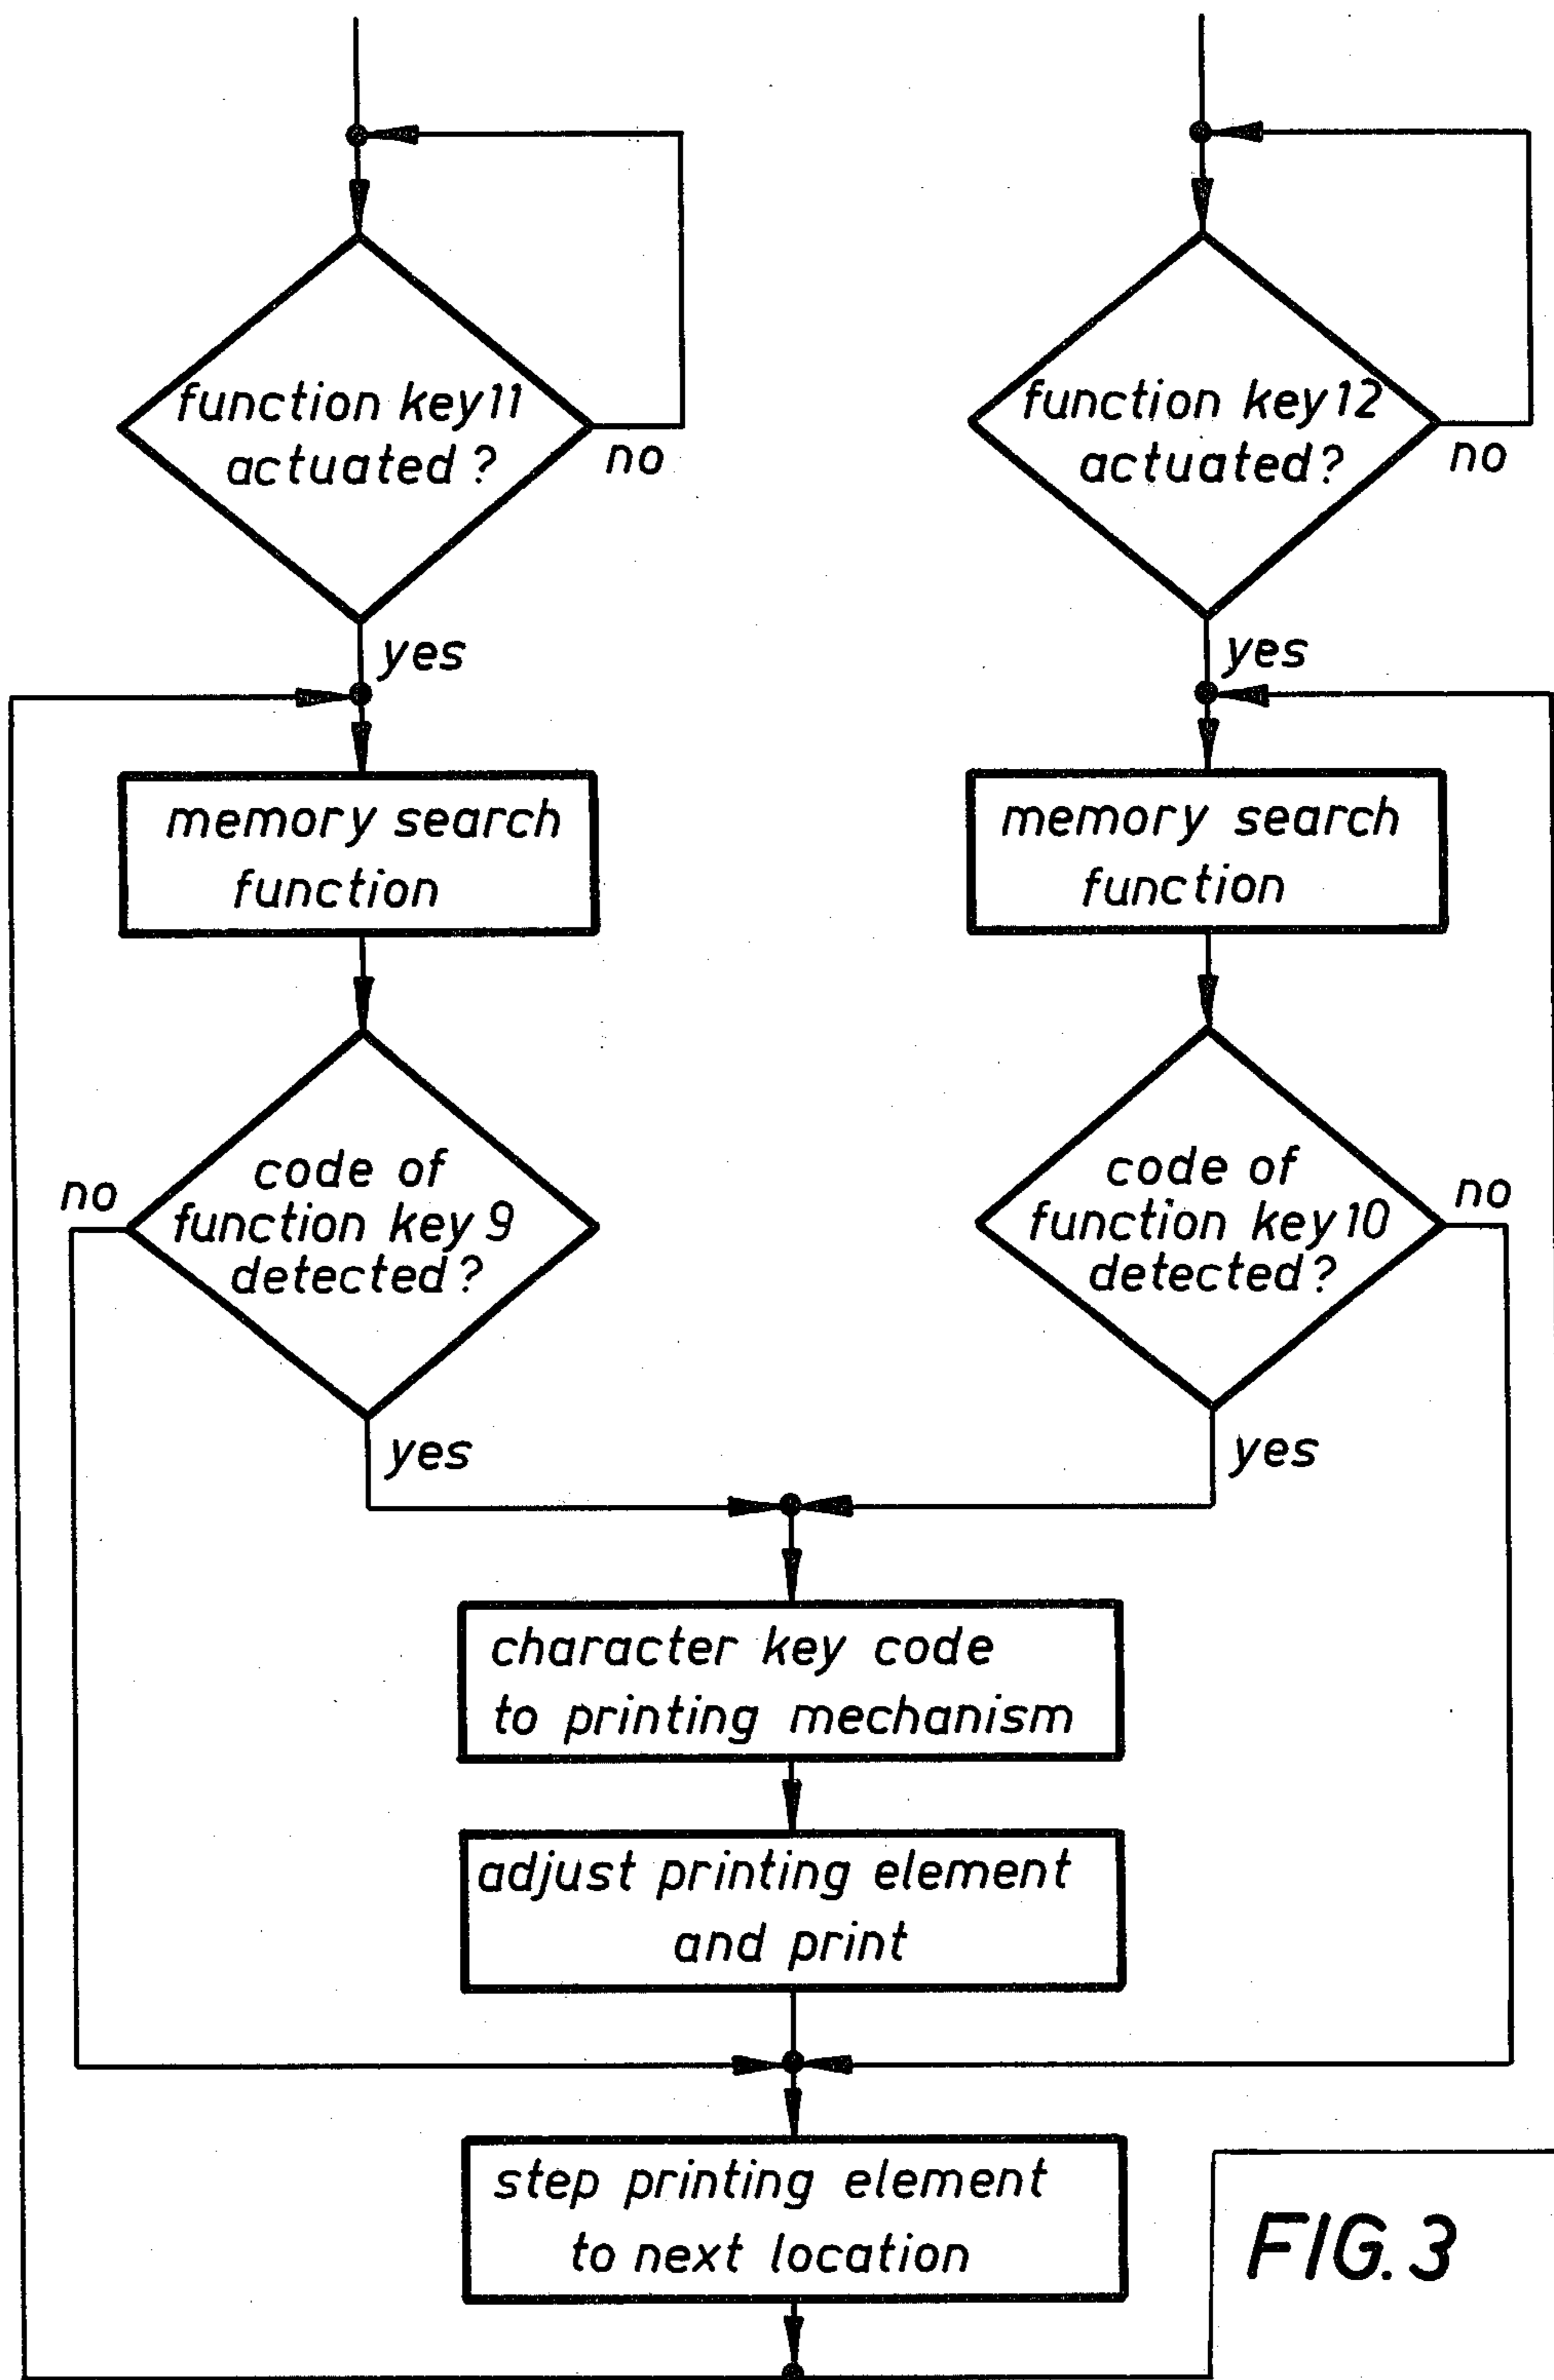 function key 11
actuated?
no
yes
function key 12
actuated?
no
yes
memory search
function
memory search
function
code of
function key 9
detected?
no
yes
code of
function key 10
detected?
no
yes
character key code
to printing mechanism
adjust printing element
and print
step printing element
to next location
FIG. 3